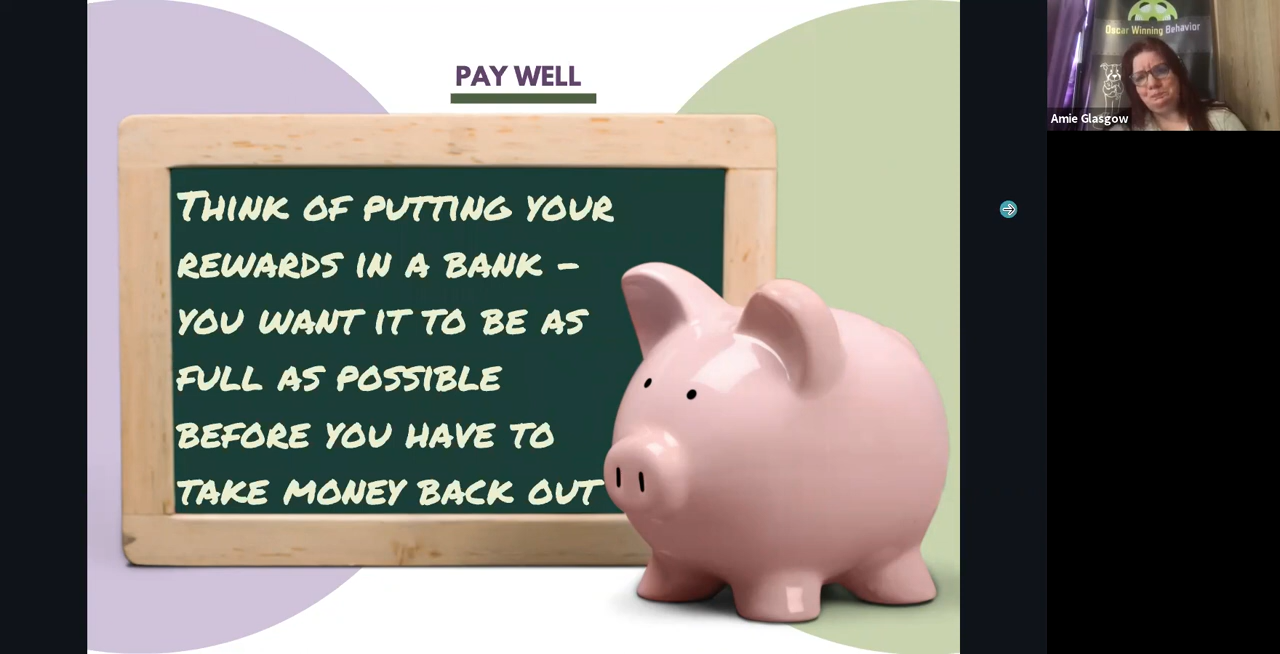 PAY WELL
THINK OF PUTTING YOUR
REWARDS IN A BANK –
YOU WANT IT TO BE AS
FULL AS POSSIBLE
BEFORE YOU HAVE TO
TAKE MONEY BACK OUT
Oscar Winning Behavior
Amie Glasgow